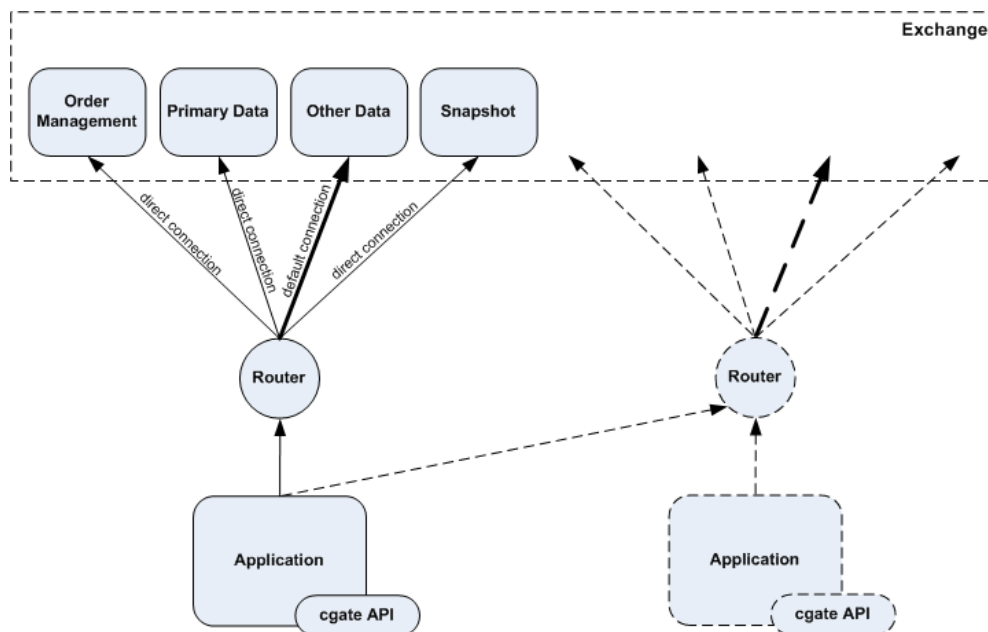 Exchange
Order
Management
Primary Data
Other Data
Snapshot
direct connection
direct connection
default connection
direct connection
Router
Router
Application
cgate API
Application
cgate API